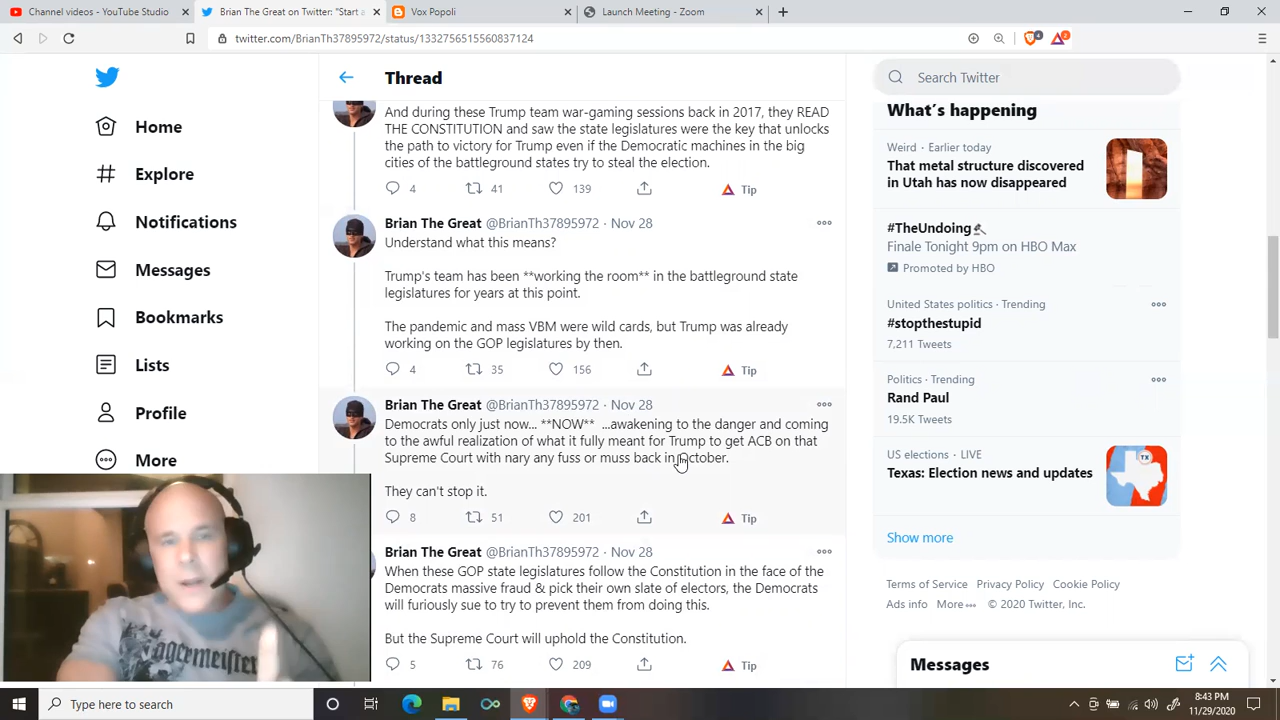 Channel videos - YouTube Studio
Brian The Great on Twitter: "Start a
Vox Popoli
Launch Meeting - Zoom
twitter.com/BrianTh37895972/status/1332756515560837124
4
2
Home
Explore
Notifications
Messages
Bookmarks
Lists
Profile
More
Thread
And during these Trump team war-gaming sessions back in 2017, they READ
THE CONSTITUTION and saw the state legislatures were the key that unlocks
the path to victory for Trump even if the Democratic machines in the big
cities of the battleground states try to steal the election.
4 41 139 Tip
Brian The Great @BrianTh37895972 · Nov 28
Understand what this means?
Trump's team has been **working the room** in the battleground state
legislatures for years at this point.
The pandemic and mass VBM were wild cards, but Trump was already
working on the GOP legislatures by then.
4 35 156 Tip
Brian The Great @BrianTh37895972 · Nov 28
Democrats only just now... **NOW** ...awakening to the danger and coming
to the awful realization of what it fully meant for Trump to get ACB on that
Supreme Court with nary any fuss or muss back in October.
They can't stop it.
8 51 201 Tip
Brian The Great @BrianTh37895972 · Nov 28
When these GOP state legislatures follow the Constitution in the face of the
Democrats massive fraud & pick their own slate of electors, the Democrats
will furiously sue to try to prevent them from doing this.
But the Supreme Court will uphold the Constitution.
5 76 209 Tip
Search Twitter
What's happening
Weird · Earlier today
That metal structure discovered
in Utah has now disappeared
#TheUndoing
Finale Tonight 9pm on HBO Max
Promoted by HBO
United States politics · Trending
#stopthestupid
7,211 Tweets
Politics · Trending
Rand Paul
19.5K Tweets
US elections · LIVE
Texas: Election news and updates
TX
Show more
Terms of Service Privacy Policy Cookie Policy
Ads info More © 2020 Twitter, Inc.
Messages
Jägermeister
Type here to search
8:43 PM
11/29/2020